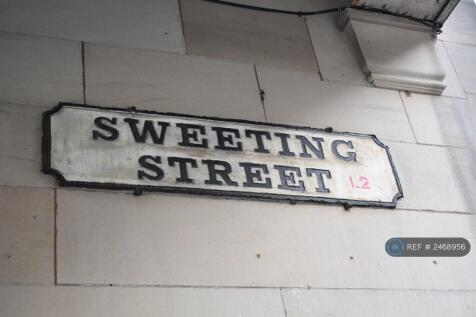 SWEETING
STREET L2
REF # 2468956